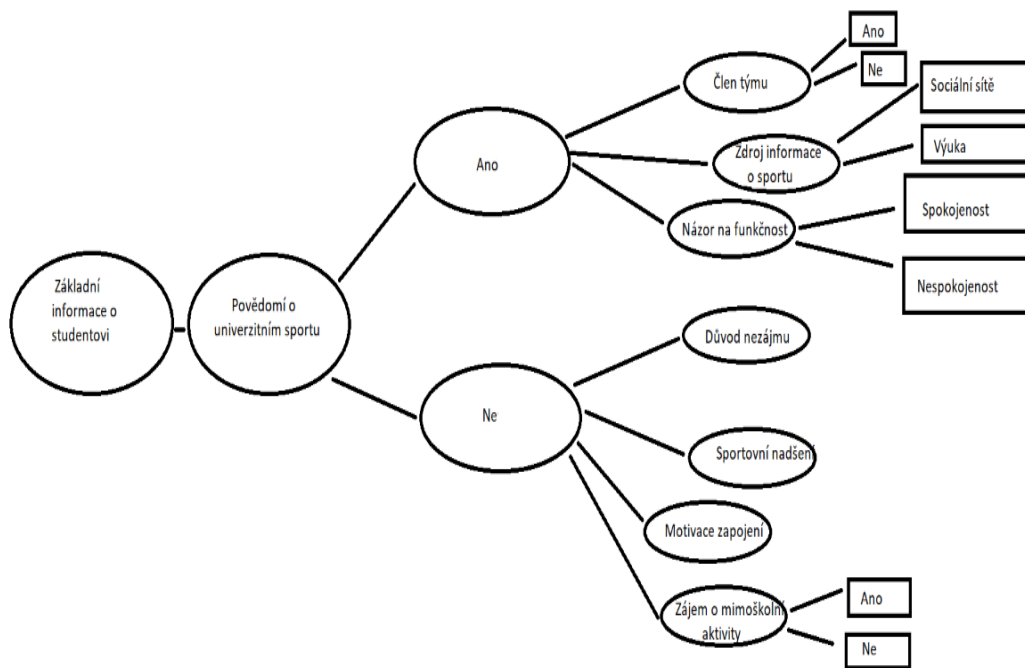 Základní
informace o
studentovi
Povědomí o
univerzitním sportu
Ano
Člen týmu
Ano
Ne
Zdroj informace
o sportu
Sociální sítě
Výuka
Názor na funkčnost
Spokojenost
Nespokojenost
Ne
Důvod nezájmu
Sportovní nadšení
Motivace zapojení
Zájem o mimoškolní
aktivity
Ano
Ne